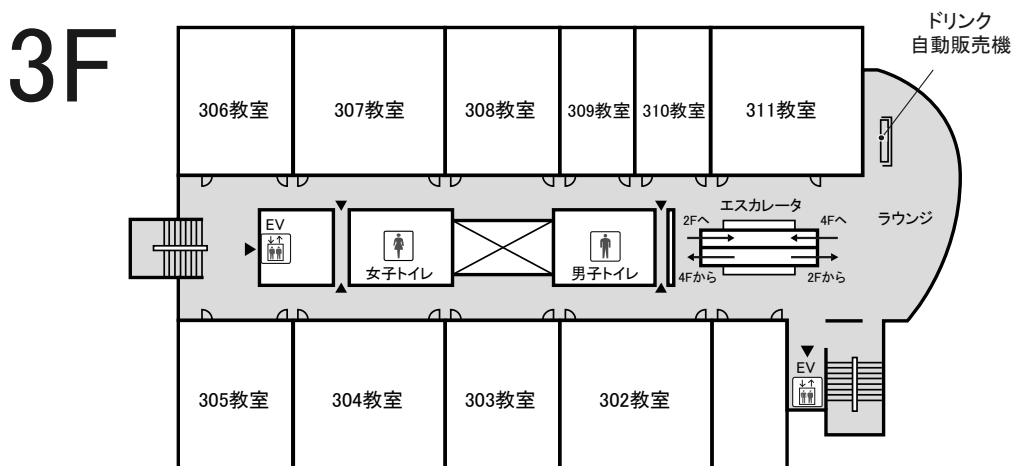 3F
ドリンク
自動販売機
306教室
307教室
308教室
309教室
310教室
311教室
EV
女子トイレ
男子トイレ
エスカレータ
2Fへ
4Fへ
4Fから
2Fから
ラウンジ
305教室
304教室
303教室
302教室
EV